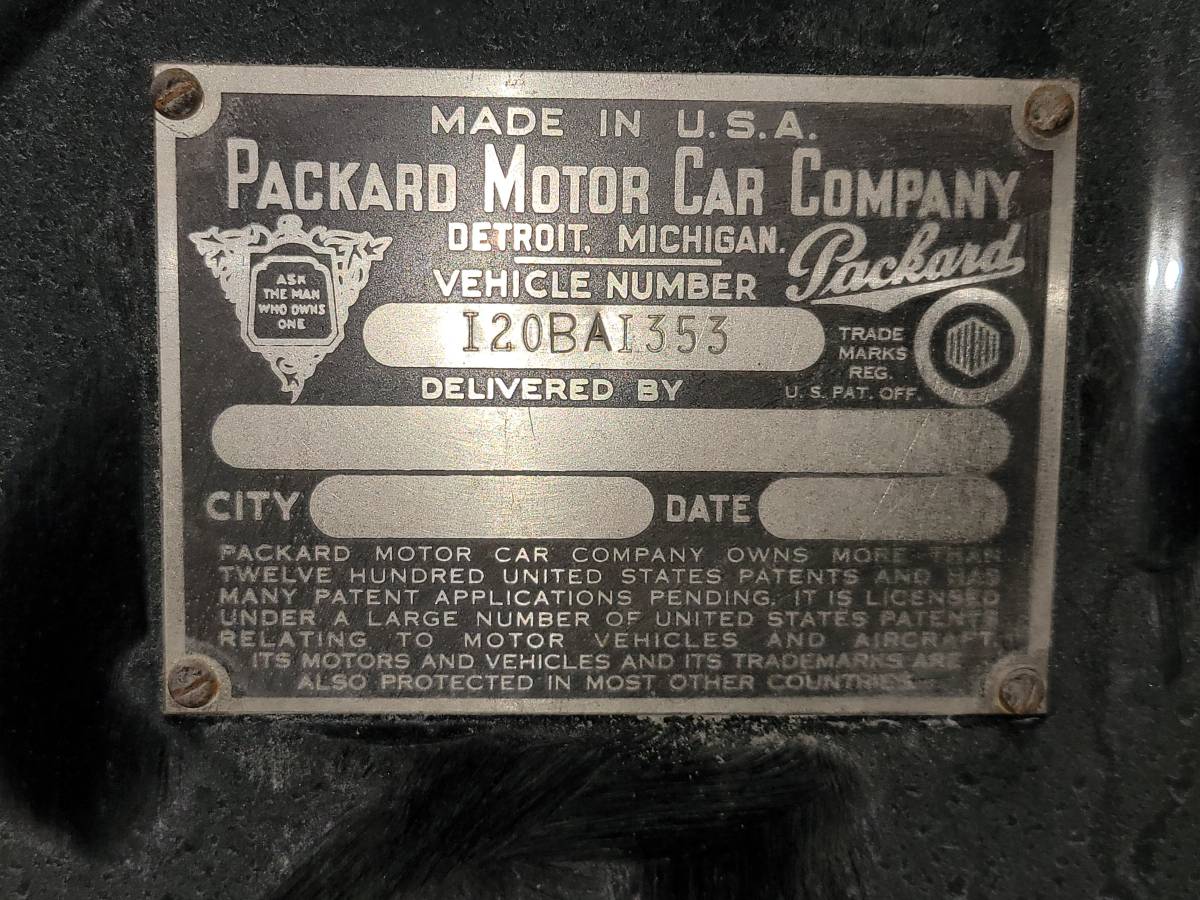 MADE IN U.S.A.
PACKARD MOTOR CAR COMPANY
DETROIT, MICHIGAN.
Packard
ASK
THE MAN
WHO OWNS
ONE
VEHICLE NUMBER
120BA1353
TRADE
MARKS
REG.
U. S. PAT. OFF.
DELIVERED BY
CITY
DATE
PACKARD MOTOR CAR COMPANY OWNS MORE THAN
TWELVE HUNDRED UNITED STATES PATENTS AND HAS
MANY PATENT APPLICATIONS PENDING. IT IS LICENSED
UNDER A LARGE NUMBER OF UNITED STATES PATENTS
RELATING TO MOTOR VEHICLES AND AIRCRAFT.
ITS MOTORS AND VEHICLES AND ITS TRADEMARKS ARE
ALSO PROTECTED IN MOST OTHER COUNTRIES.